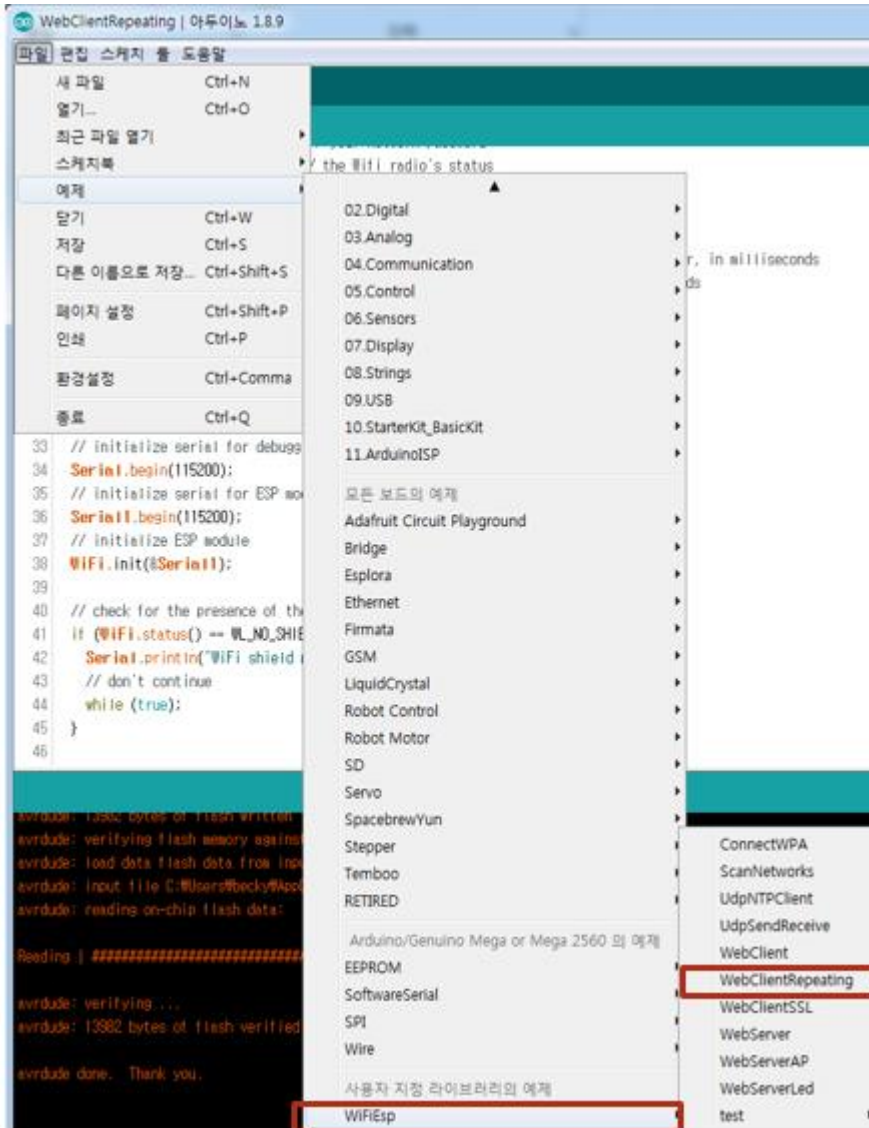 WebClientRepeating | 아두이노 1.8.9
파일 편집 스케치 툴 도움말
새 파일 Ctrl+N
열기... Ctrl+O
최근 파일 열기
스케치북
예제
닫기 Ctrl+W
저장 Ctrl+S
다른 이름으로 저장... Ctrl+Shift+S
페이지 설정 Ctrl+Shift+P
인쇄 Ctrl+P
환경설정 Ctrl+Comma
종료 Ctrl+Q
/ the Wifi radio's status
r, in milliseconds
ds
02.Digital
03.Analog
04.Communication
05.Control
06.Sensors
07.Display
08.Strings
09.USB
10.StarterKit_BasicKit
11.ArduinoISP
모든 보드의 예제
Adafruit Circuit Playground
Bridge
Esplora
Ethernet
Firmata
GSM
LiquidCrystal
Robot Control
Robot Motor
SD
Servo
SpacebrewYun
Stepper
Temboo
RETIRED
Arduino/Genuino Mega or Mega 2560 의 예제
EEPROM
SoftwareSerial
SPI
Wire
사용자 지정 라이브러리의 예제
WiFiEsp
ConnectWPA
ScanNetworks
UdpNTPClient
UdpSendReceive
WebClient
WebClientRepeating
WebClientSSL
WebServer
WebServerAP
WebServerLed
test
33 // initialize serial for debugg
34 Serial.begin(115200);
35 // initialize serial for ESP mo
36 Serial1.begin(115200);
37 // initialize ESP module
38 WiFi.init(&Serial1);
39
40 // check for the presence of th
41 if (WiFi.status() == WL_NO_SHIE
42 Serial.println("WiFi shield
43 // don't continue
44 while (true);
45 }
46
avrdude: 13982 bytes of flash written
avrdude: verifying flash memory agains
avrdude: load data flash data from inp
avrdude: input file C:\Users\becky\App
avrdude: reading on-chip flash data:
Reading | ##############################
avrdude: verifying ...
avrdude: 13982 bytes of flash verified
avrdude done. Thank you.